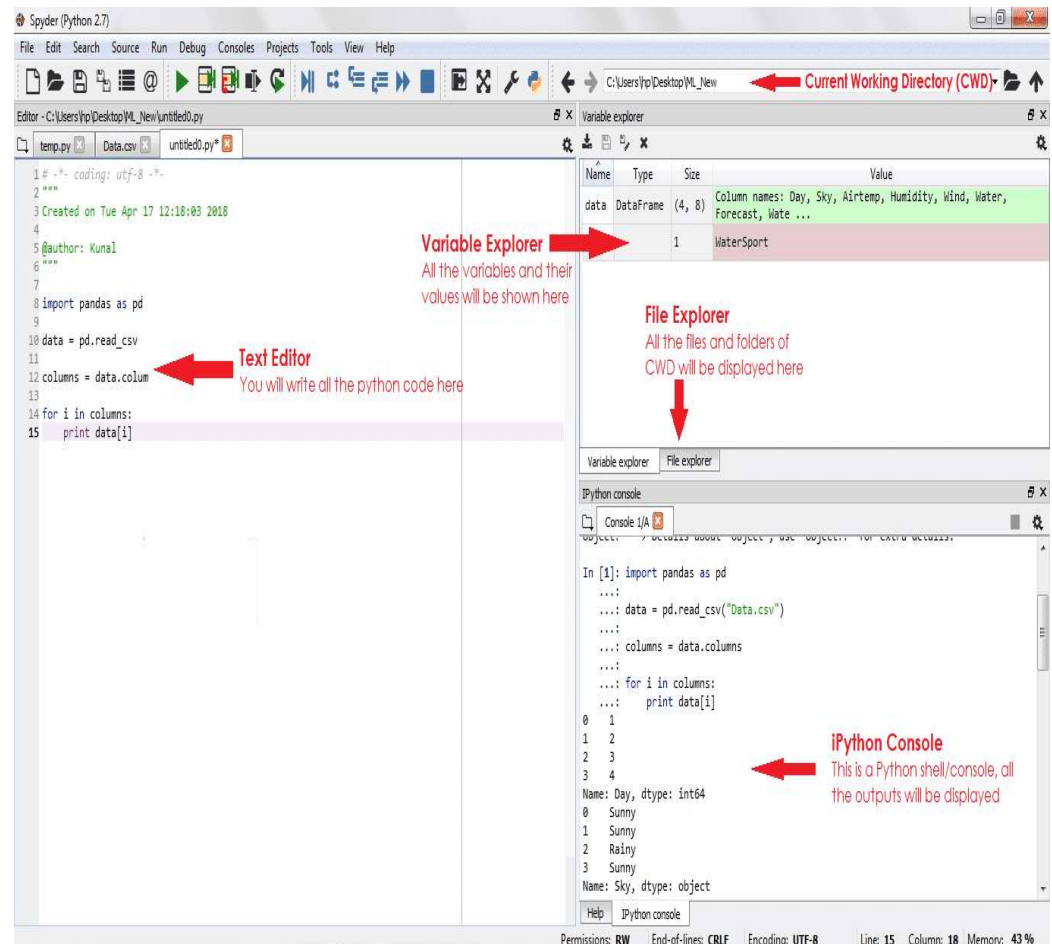 Spyder (Python 2.7)
File Edit Search Source Run Debug Consoles Projects Tools View Help
C:\Users\hp\Desktop\ML_New
Current Working Directory (CWD)
Editor - C:\Users\hp\Desktop\ML_New\untitled0.py
temp.py Data.csv untitled0.py*
1 # -*- coding: utf-8 -*-
2 """
3 Created on Tue Apr 17 12:18:03 2018
4
5 @author: Kunal
6 """
7
8 import pandas as pd
9
10 data = pd.read_csv
11
12 columns = data.colum
13
14 for i in columns:
15     print data[i]
Text Editor
You will write all the python code here
Variable explorer
Name Type Size Value
data DataFrame (4, 8) Column names: Day, Sky, Airtemp, Humidity, Wind, Water,
Forecast, Wate ...
1 WaterSport
Variable Explorer
All the variables and their
values will be shown here
File Explorer
All the files and folders of
CWD will be displayed here
Variable explorer File explorer
IPython console
Console 1/A
object? -> Details about 'object', use 'object??' for extra details.
In [1]: import pandas as pd
...:
...: data = pd.read_csv("Data.csv")
...:
...: columns = data.columns
...:
...: for i in columns:
...:     print data[i]
0 1
1 2
2 3
3 4
Name: Day, dtype: int64
0 Sunny
1 Sunny
2 Rainy
3 Sunny
Name: Sky, dtype: object
iPython Console
This is a Python shell/console, all
the outputs will be displayed
Help IPython console
Permissions: RW End-of-lines: CRLF Encoding: UTF-8 Line: 15 Column: 18 Memory: 43 %